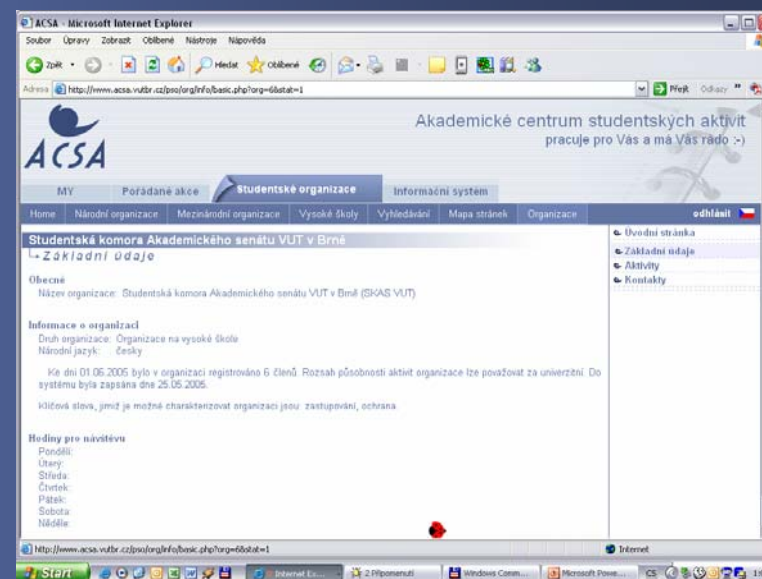 ACSA - Microsoft Internet Explorer
Soubor Úpravy Zobrazit Oblíbené Nástroje Nápověda
Zpět Hledat Oblíbené
Adresa http://www.acsa.vutbr.cz/pso/org/info/basic.php?org=6&stat=1 Přejít Odkazy
ACSA
Akademické centrum studentských aktivit
pracuje pro Vás a má Vás rádo :-)
MY Pořádané akce Studentské organizace Informační systém
Home Národní organizace Mezinárodní organizace Vysoké školy Vyhledávání Mapa stránek Organizace odhlásit
Studentská komora Akademického senátu VUT v Brně
Základní údaje
Obecné
Název organizace: Studentská komora Akademického senátu VUT v Brně (SKAS VUT)
Informace o organizaci
Druh organizace: Organizace na vysoké škole
Národní jazyk: česky
Ke dni 01.06.2005 bylo v organizaci registrováno 6 členů. Rozsah působnosti aktivit organizace lze považovat za univerzitní. Do
systému byla zapsána dne 25.05.2005.
Klíčová slova, jimiž je možné charakterizovat organizaci jsou: zastupování, ochrana
Hodiny pro návštěvu
Pondělí:
Úterý:
Středa:
Čtvrtek:
Pátek:
Sobota:
Neděle:
Úvodní stránka
Základní údaje
Aktivity
Kontakty
http://www.acsa.vutbr.cz/pso/org/info/basic.php?org=6&stat=1 Internet
Start Internet Ex... 2 Připomenutí Windows Comm... Microsoft Powe... CS